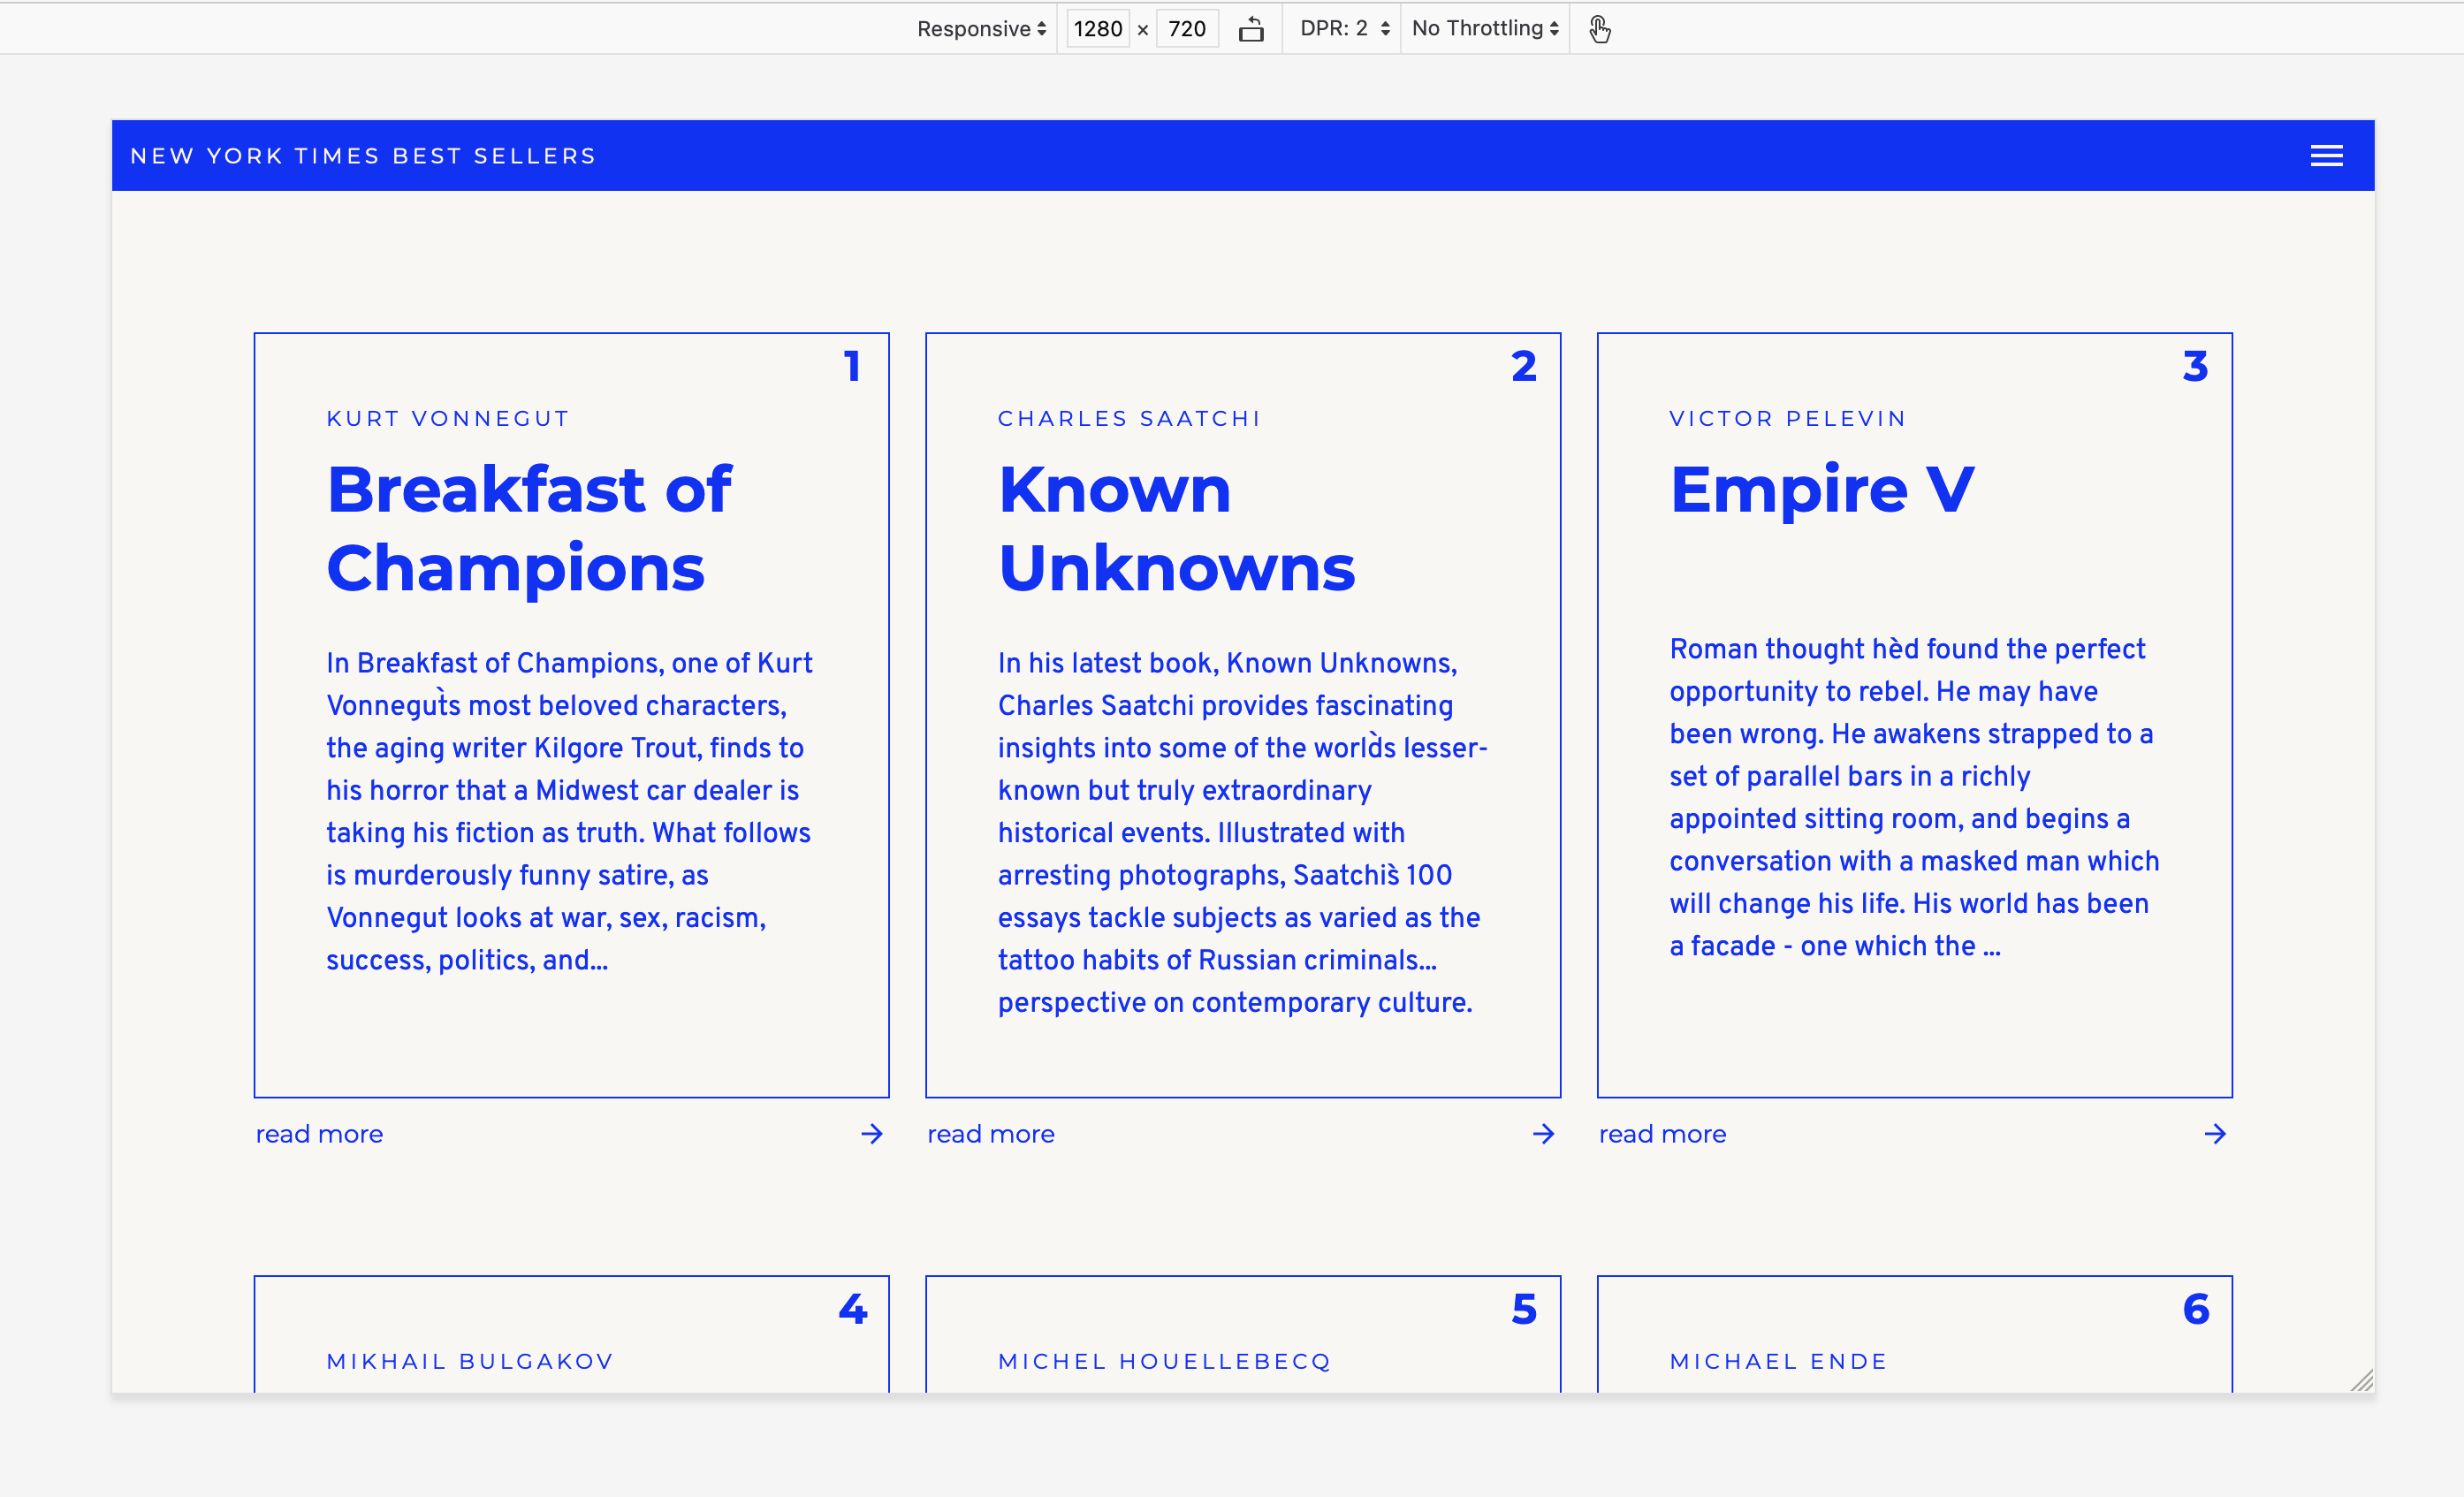 Responsive 1280 × 720 DPR: 2 No Throttling
NEW YORK TIMES BEST SELLERS
1
KURT VONNEGUT
Breakfast of
Champions
In Breakfast of Champions, one of Kurt
Vonnegut̀s most beloved characters,
the aging writer Kilgore Trout, finds to
his horror that a Midwest car dealer is
taking his fiction as truth. What follows
is murderously funny satire, as
Vonnegut looks at war, sex, racism,
success, politics, and...
read more
2
CHARLES SAATCHI
Known
Unknowns
In his latest book, Known Unknowns,
Charles Saatchi provides fascinating
insights into some of the world̀s lesser-
known but truly extraordinary
historical events. Illustrated with
arresting photographs, Saatchis̀ 100
essays tackle subjects as varied as the
tattoo habits of Russian criminals...
perspective on contemporary culture.
read more
3
VICTOR PELEVIN
Empire V
Roman thought hèd found the perfect
opportunity to rebel. He may have
been wrong. He awakens strapped to a
set of parallel bars in a richly
appointed sitting room, and begins a
conversation with a masked man which
will change his life. His world has been
a facade - one which the ...
read more
4
MIKHAIL BULGAKOV
5
MICHEL HOUELLEBECQ
6
MICHAEL ENDE